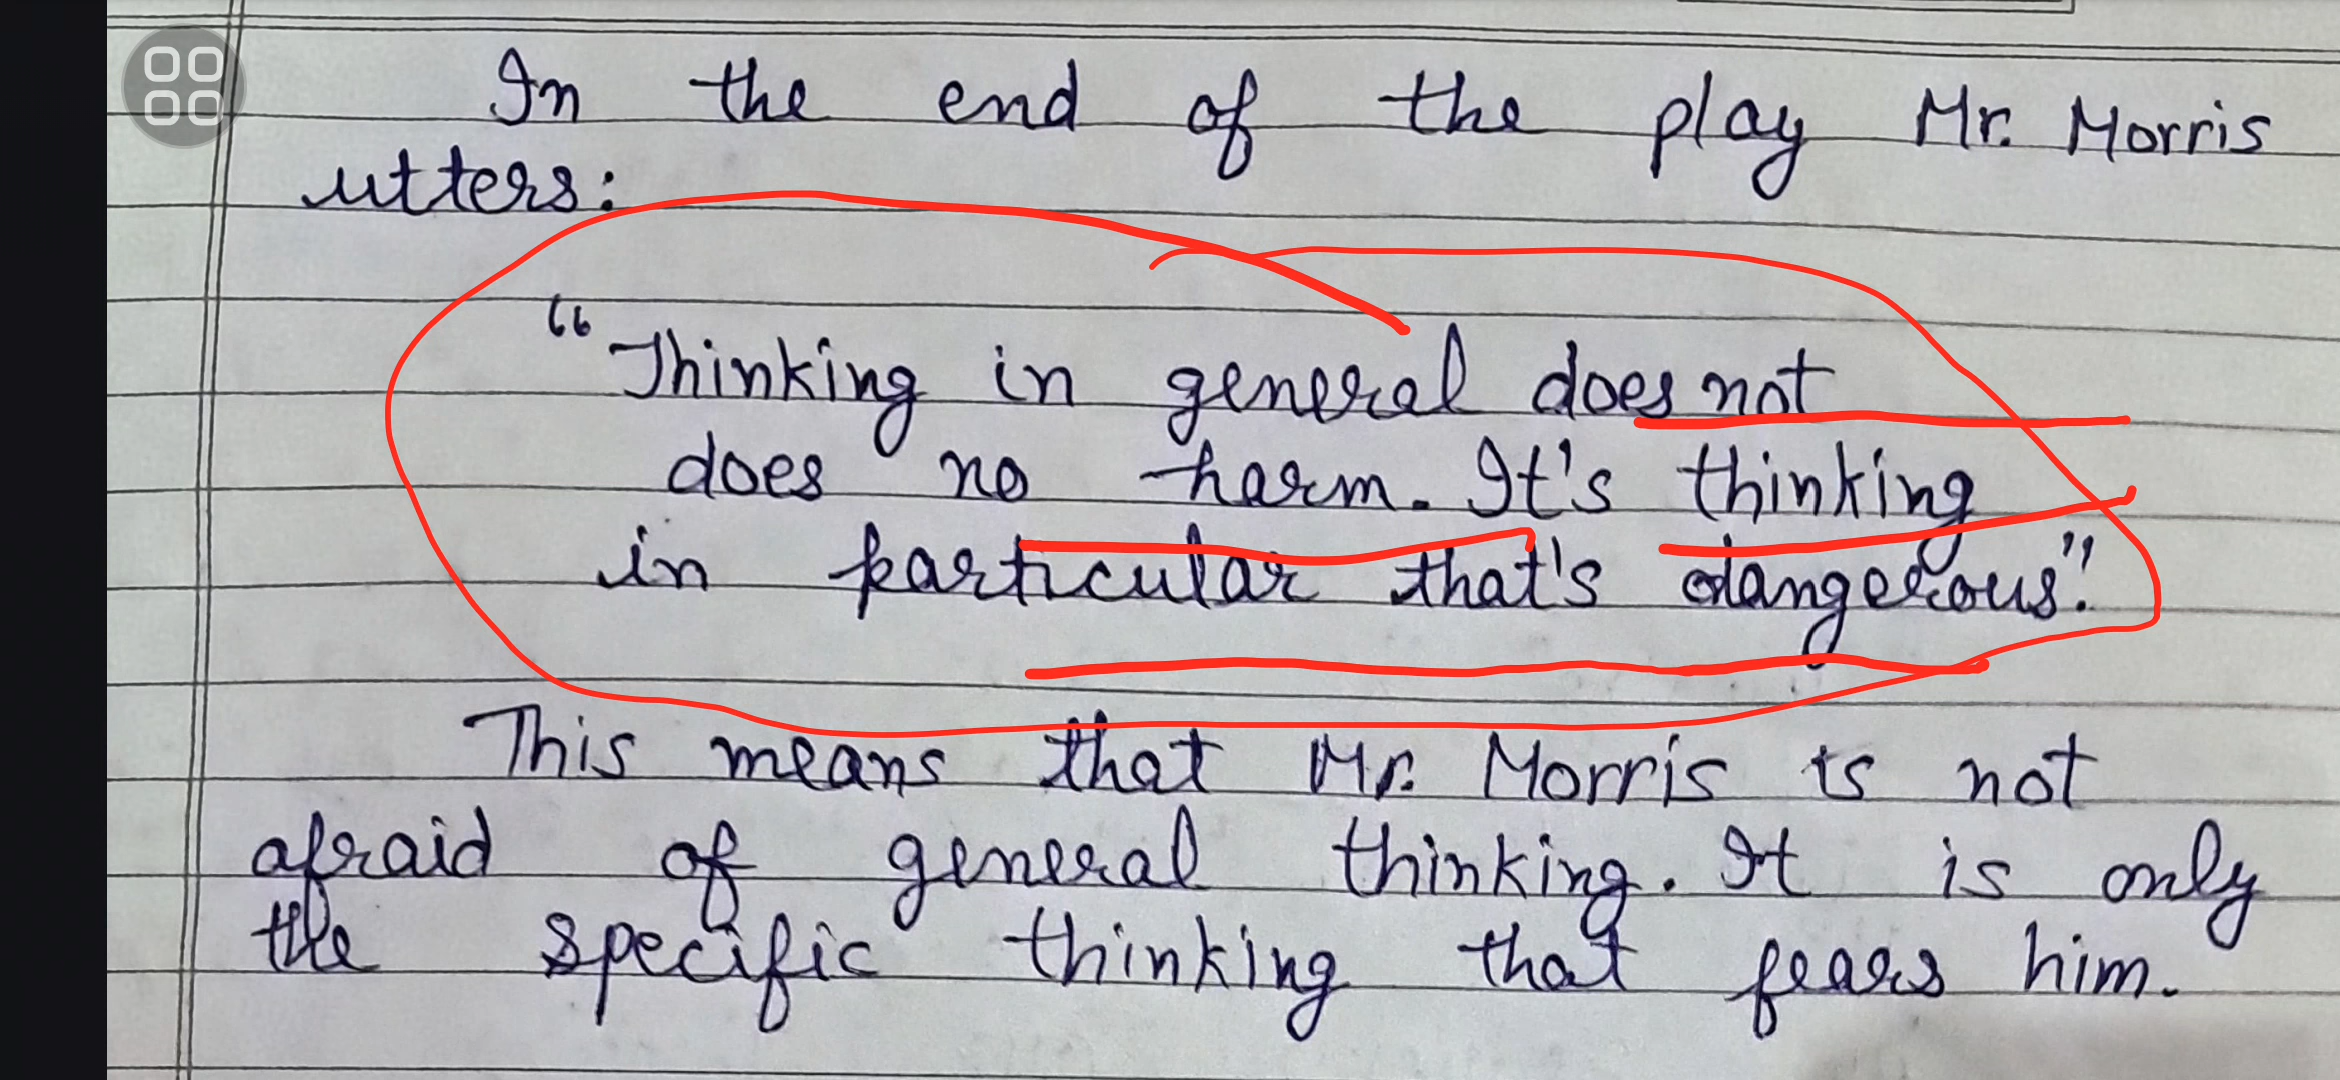 In the end of the play Mr. Morris
utters:
"Thinking in general does not
does no harm. It's thinking
in particular that's dangerous".
This means that Mr. Morris is not
afraid of general thinking. It is only
the specific thinking that fears him.